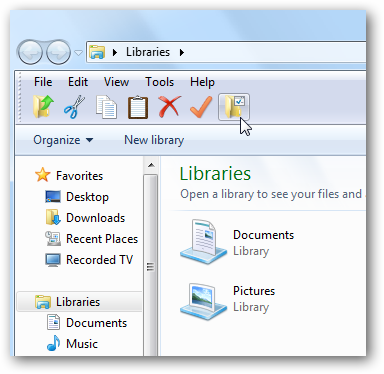 Libraries
File Edit View Tools Help
Organize New library
Favorites
Desktop
Downloads
Recent Places
Recorded TV
Libraries
Documents
Music
Libraries
Open a library to see your files and
Documents
Library
Pictures
Library